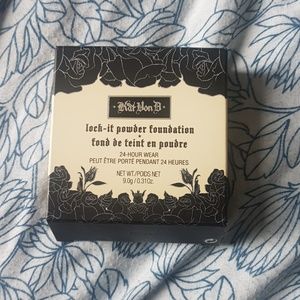 Kat Von D
lock-it powder foundation
fond de teint en poudre
24-HOUR WEAR
PEUT ÊTRE PORTÉ PENDANT 24 HEURES
NET WT/POIDS NET
9.0g / 0.31Oz.